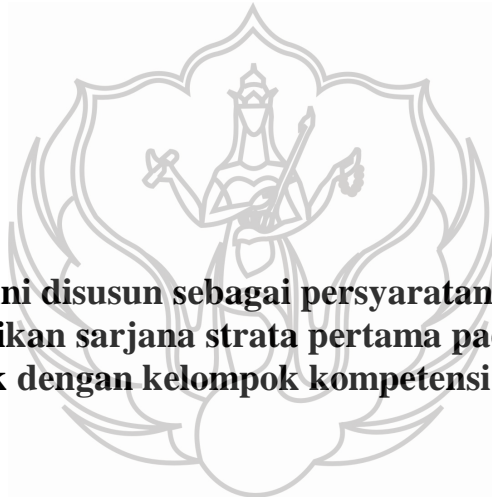 ni disusun sebagai persyaratan
ikan sarjana strata pertama pa
k dengan kelompok kompetensi